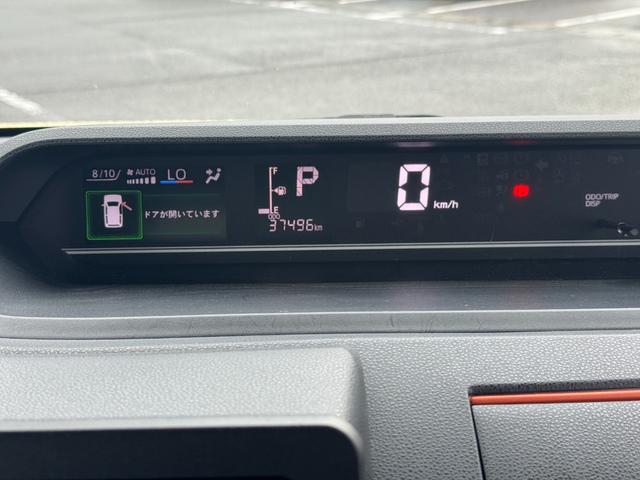 8/10/ AUTO LO
ドアが開いています
F
P
E
ODO
37496km
0 km/h
ODO/TRIP
DISP